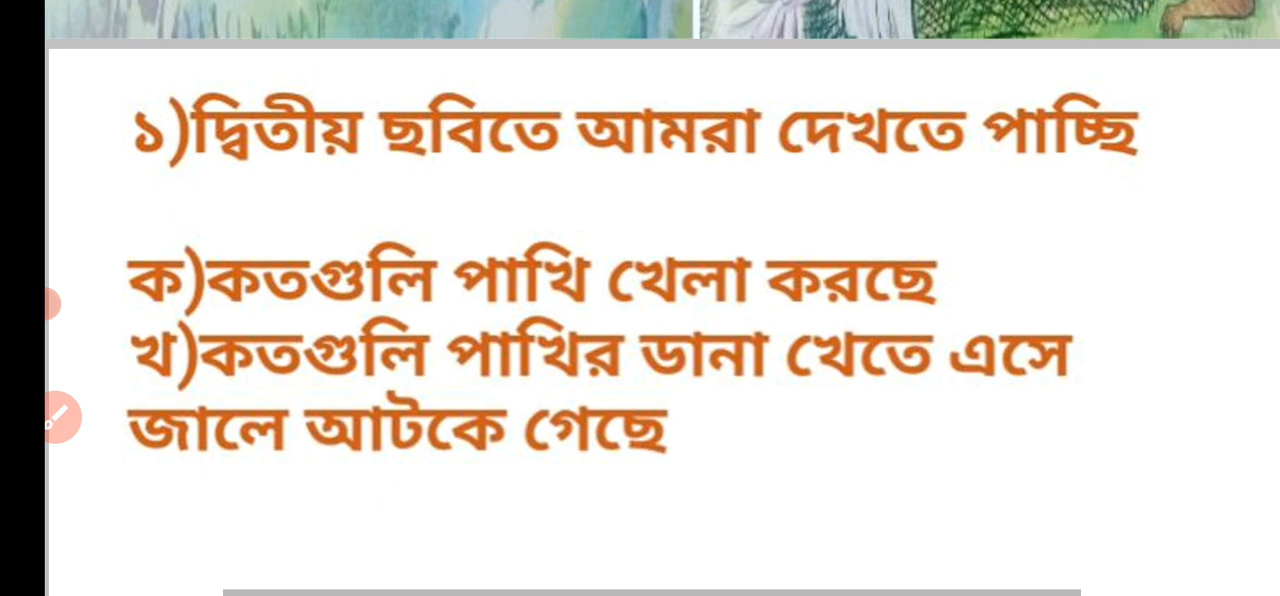 ১)দ্বিতীয় ছবিতে আমরা দেখতে পাচ্ছি
ক)কতগুলি পাখি খেলা করছে
খ)কতগুলি পাখির ডানা খেতে এসে
জালে আটকে গেছে